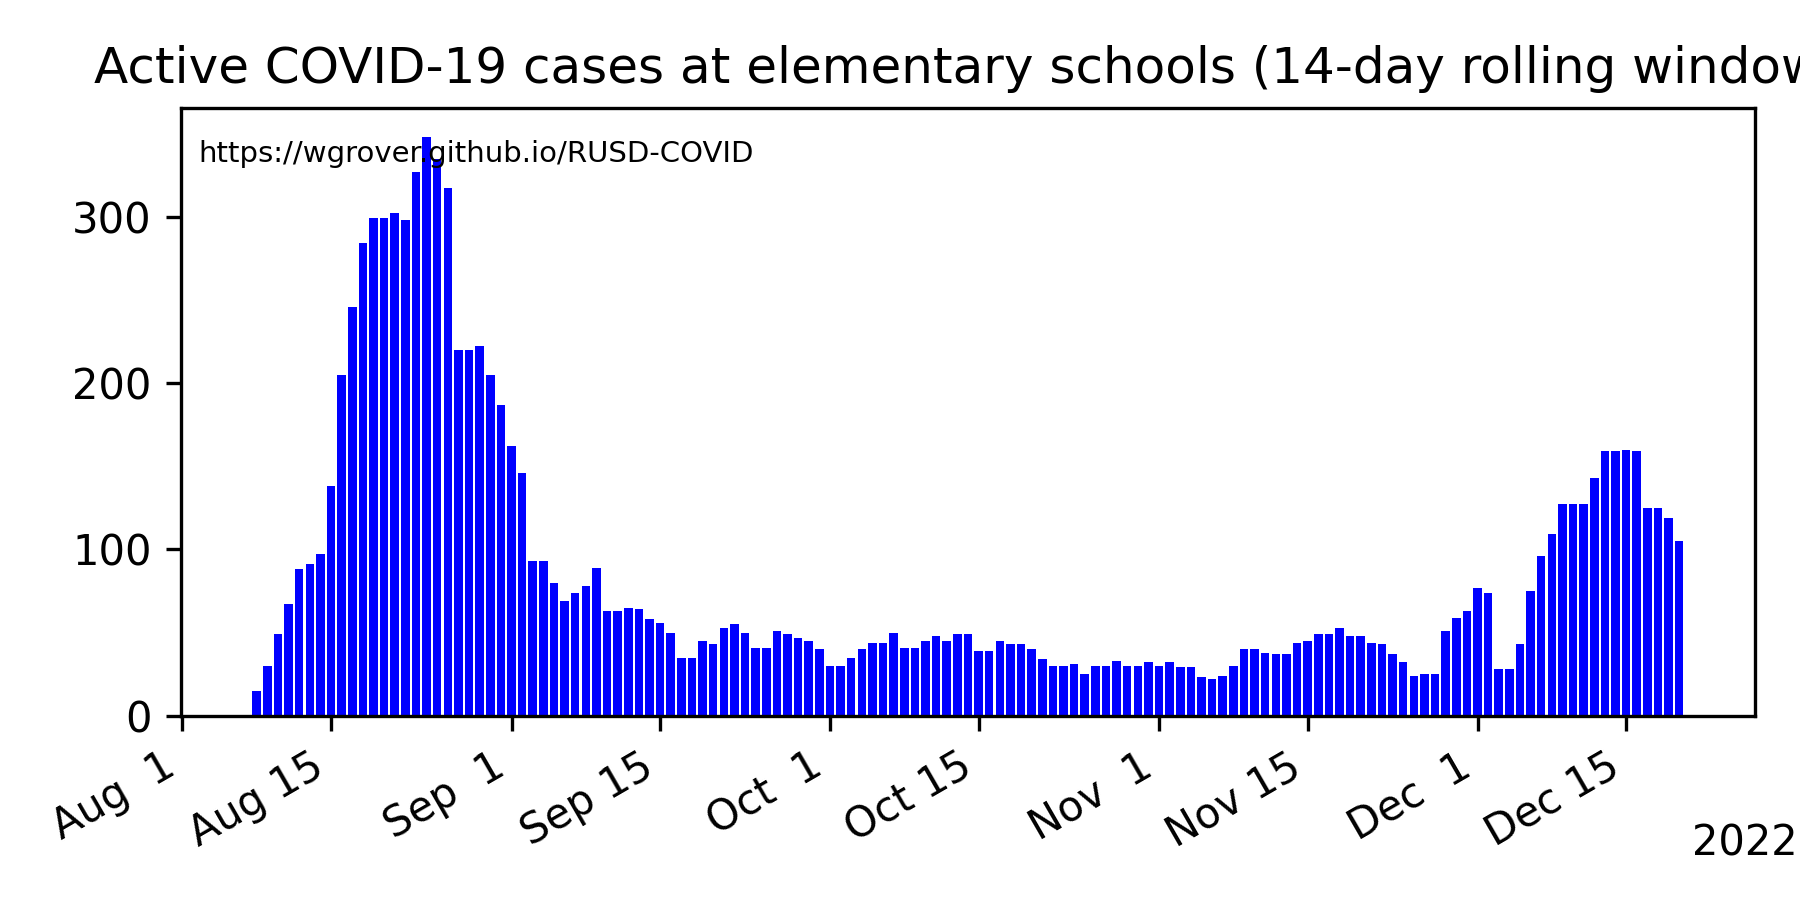 Active COVID-19 cases at elementary schools (14-day rolling window
https://wgrover.github.io/RUSD-COVID
300
200
100
0
Aug 1
Aug 15
Sep 1
Sep 15
Oct 1
Oct 15
Nov 1
Nov 15
Dec 1
Dec 15
2022